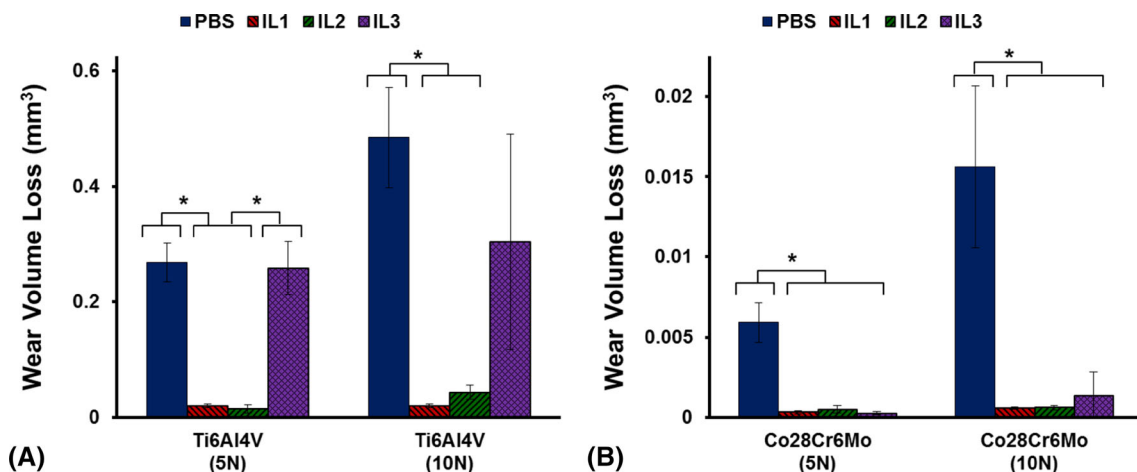 PBS IL1 IL2 IL3
Wear Volume Loss (mm³)
0.6
0.4
0.2
0
*
*
*
Ti6Al4V
(5N)
Ti6Al4V
(10N)
(A)
PBS IL1 IL2 IL3
Wear Volume Loss (mm³)
0.02
0.015
0.01
0.005
0
*
*
Co28Cr6Mo
(5N)
Co28Cr6Mo
(10N)
(B)